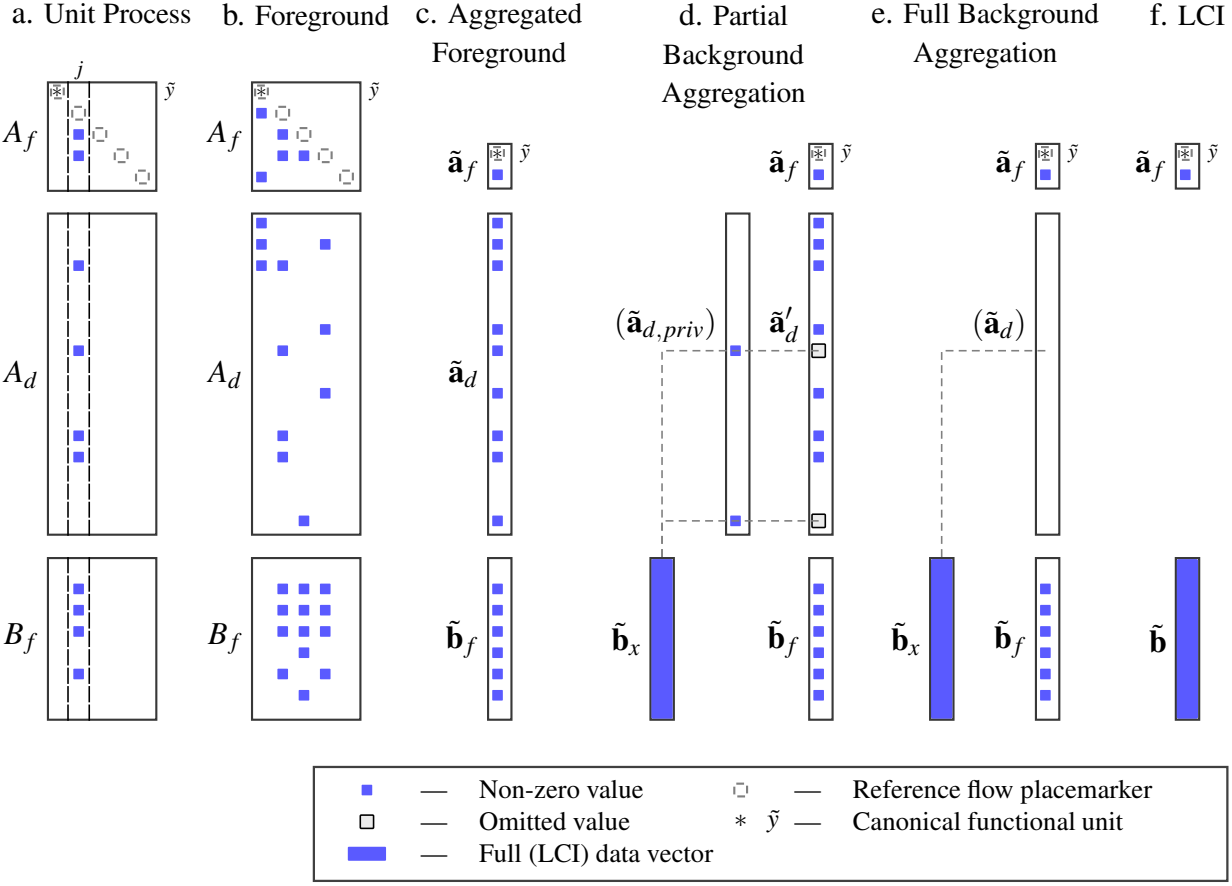 a. Unit Process
b. Foreground
c. Aggregated
Foreground
d. Partial
Background
Aggregation
e. Full Background
Aggregation
f. LCI
j
* ỹ
* ỹ
A_f
A_f
ã_f * ỹ
ã_f * ỹ
ã_f * ỹ
ã_f * ỹ
A_d
A_d
ã_d
(ã_{d,priv})
ã′_d
(ã_d)
B_f
B_f
b̃_f
b̃_x
b̃_f
b̃_x
b̃_f
b̃
— Non-zero value
— Omitted value
— Full (LCI) data vector
— Reference flow placemarker
* ỹ — Canonical functional unit